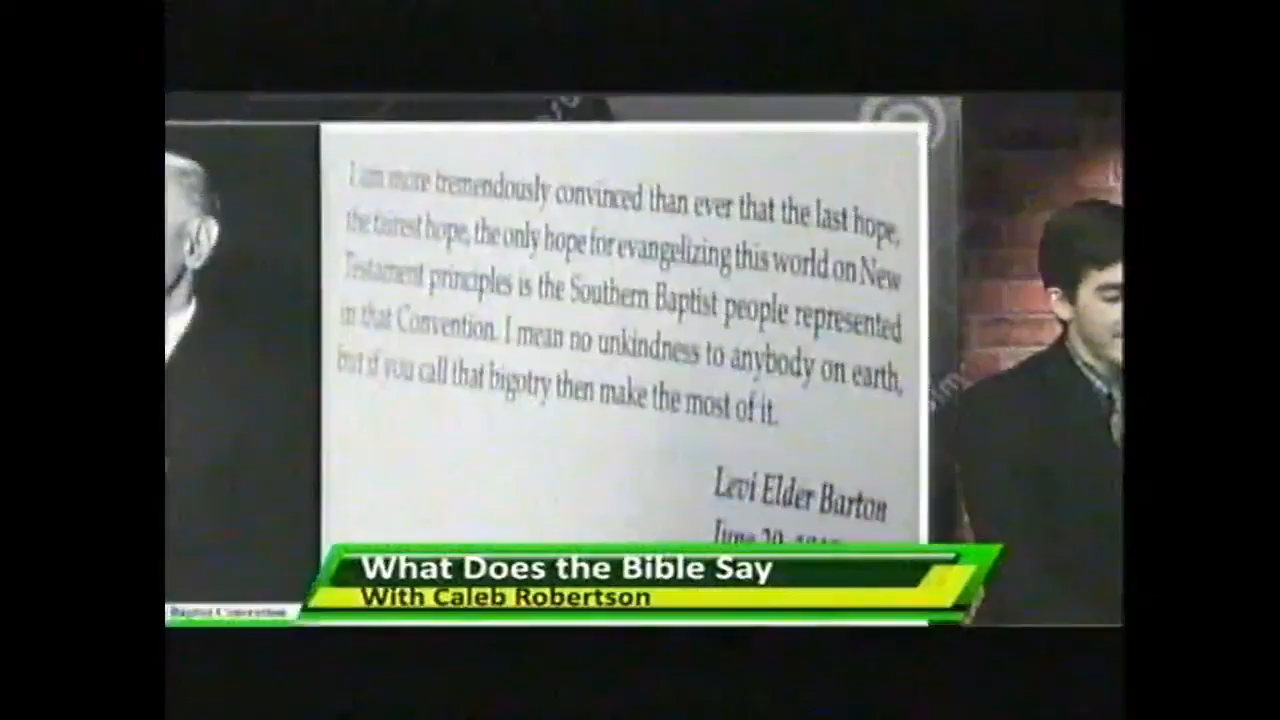 I am more tremendously convinced than ever that the last hope,
the fairest hope, the only hope for evangelizing this world on New
Testament principles is the Southern Baptist people represented
in that Convention. I mean no unkindness to anybody on earth,
but if you call that bigotry then make the most of it.
Levi Elder Barton
What Does the Bible Say
With Caleb Robertson
Baptist Convention